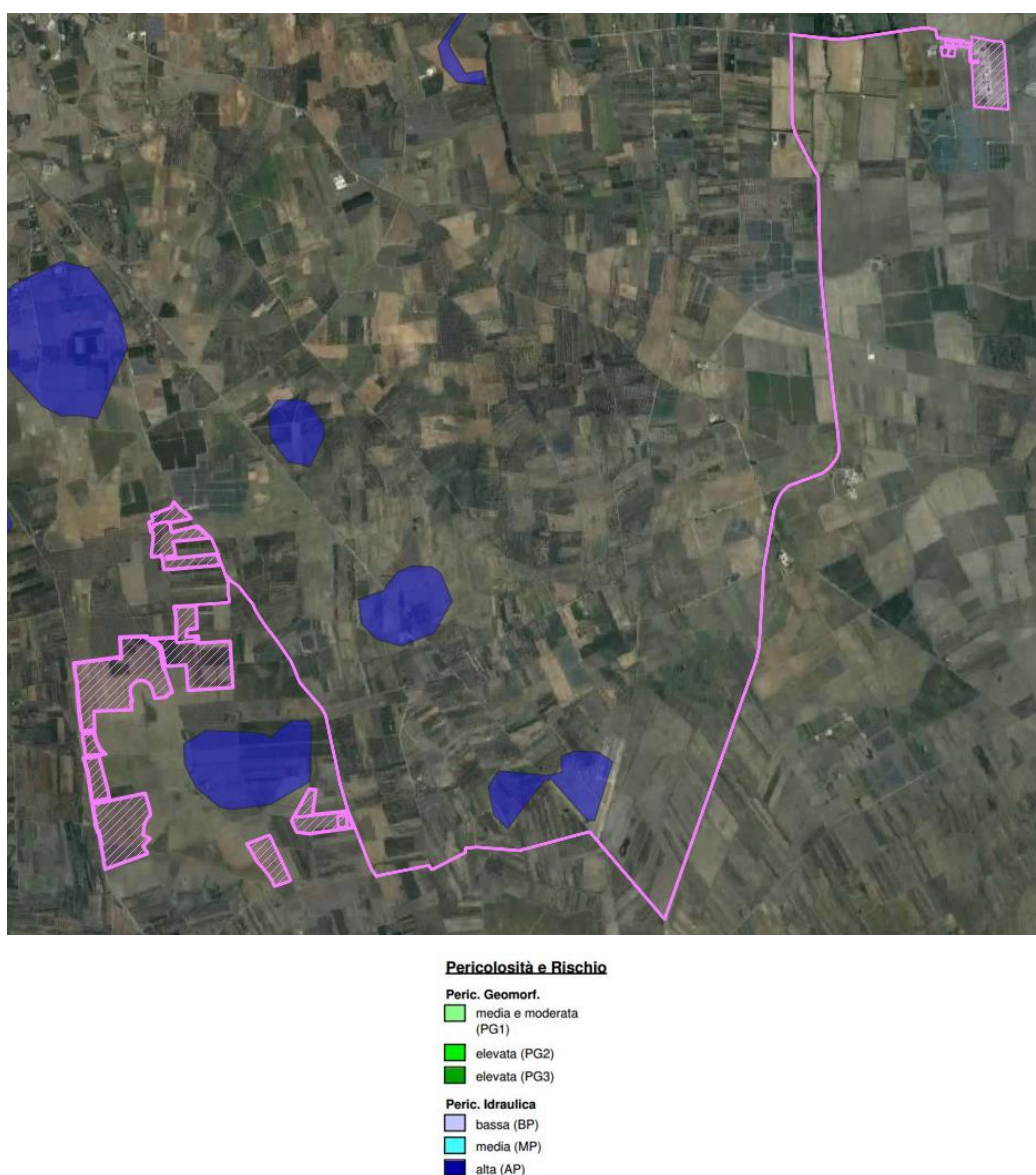 Pericolosità e Rischio
Peric. Geomorf.
media e moderata
(PG1)
elevata (PG2)
elevata (PG3)
Peric. Idraulica
bassa (BP)
media (MP)
alta (AP)